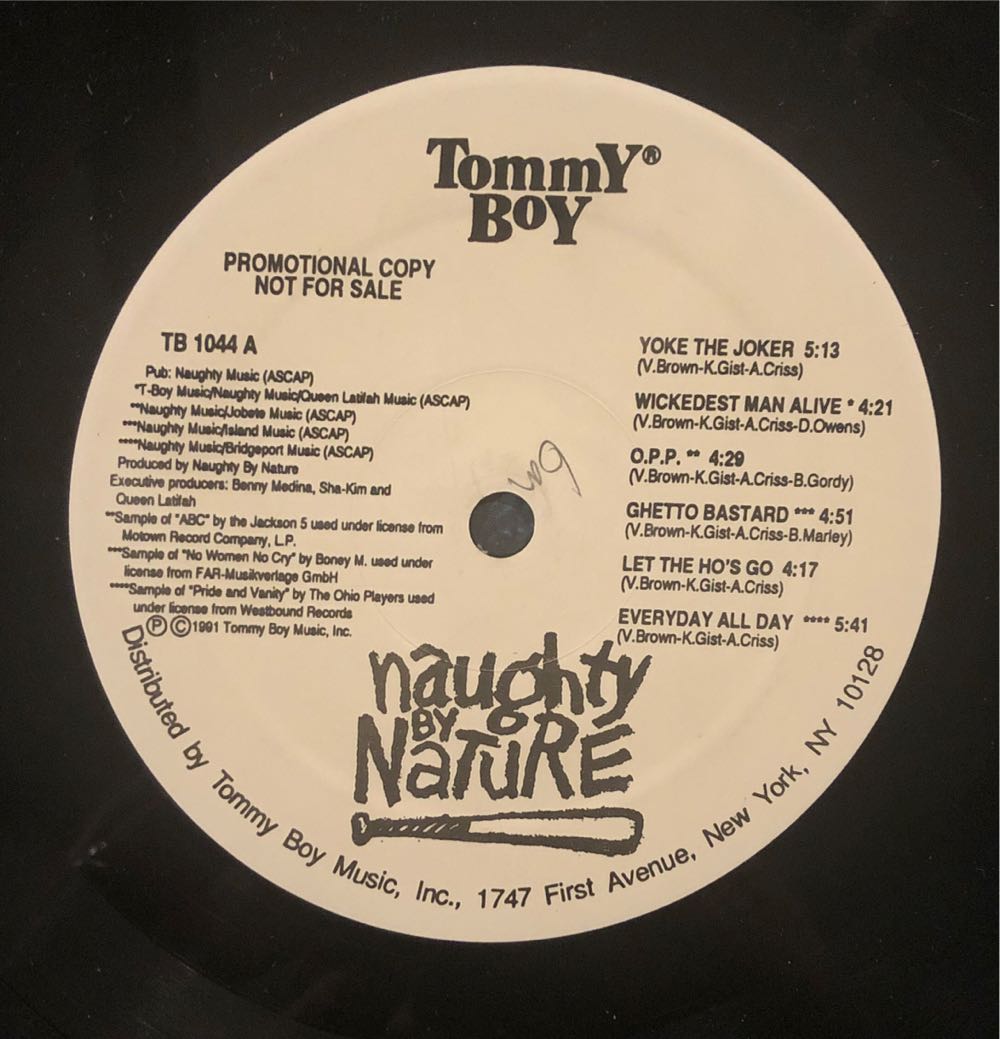 TommY®
BoY
PROMOTIONAL COPY
NOT FOR SALE
TB 1044 A
Pub: Naughty Music (ASCAP)
*T-Boy Music/Naughty Music/Queen Latifah Music (ASCAP)
**Naughty Music/Jobete Music (ASCAP)
***Naughty Music/Island Music (ASCAP)
****Naughty Music/Bridgeport Music (ASCAP)
Produced by Naughty By Nature
Executive producers: Benny Medina, Sha-Kim and
Queen Latifah
**Sample of "ABC" by the Jackson 5 used under license from
Motown Record Company, L.P.
***Sample of "No Women No Cry" by Boney M. used under
license from FAR-Musikverlage GmbH
****Sample of "Pride and Vanity" by The Ohio Players used
under license from Westbound Records
Ⓟ©1991 Tommy Boy Music, Inc.
YOKE THE JOKER 5:13
(V.Brown-K.Gist-A.Criss)
WICKEDEST MAN ALIVE * 4:21
(V.Brown-K.Gist-A.Criss-D.Owens)
O.P.P. ** 4:29
(V.Brown-K.Gist-A.Criss-B.Gordy)
GHETTO BASTARD *** 4:51
(V.Brown-K.Gist-A.Criss-B.Marley)
LET THE HO'S GO 4:17
(V.Brown-K.Gist-A.Criss)
EVERYDAY ALL DAY **** 5:41
(V.Brown-K.Gist-A.Criss)
naughty
BY
NaTuRE
Distributed by Tommy Boy Music, Inc., 1747 First Avenue, New York, NY 10128